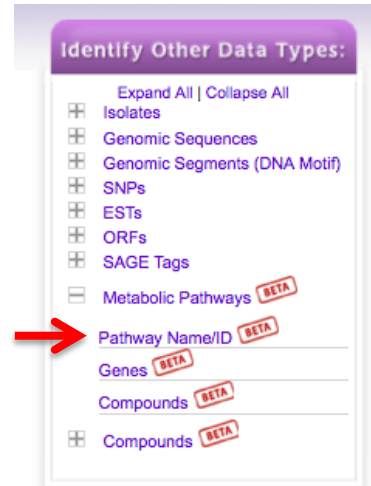 Identify Other Data Types:
Expand All | Collapse All
Isolates
Genomic Sequences
Genomic Segments (DNA Motif)
SNPs
ESTs
ORFs
SAGE Tags
Metabolic Pathways BETA
Pathway Name/ID BETA
Genes BETA
Compounds BETA
Compounds BETA